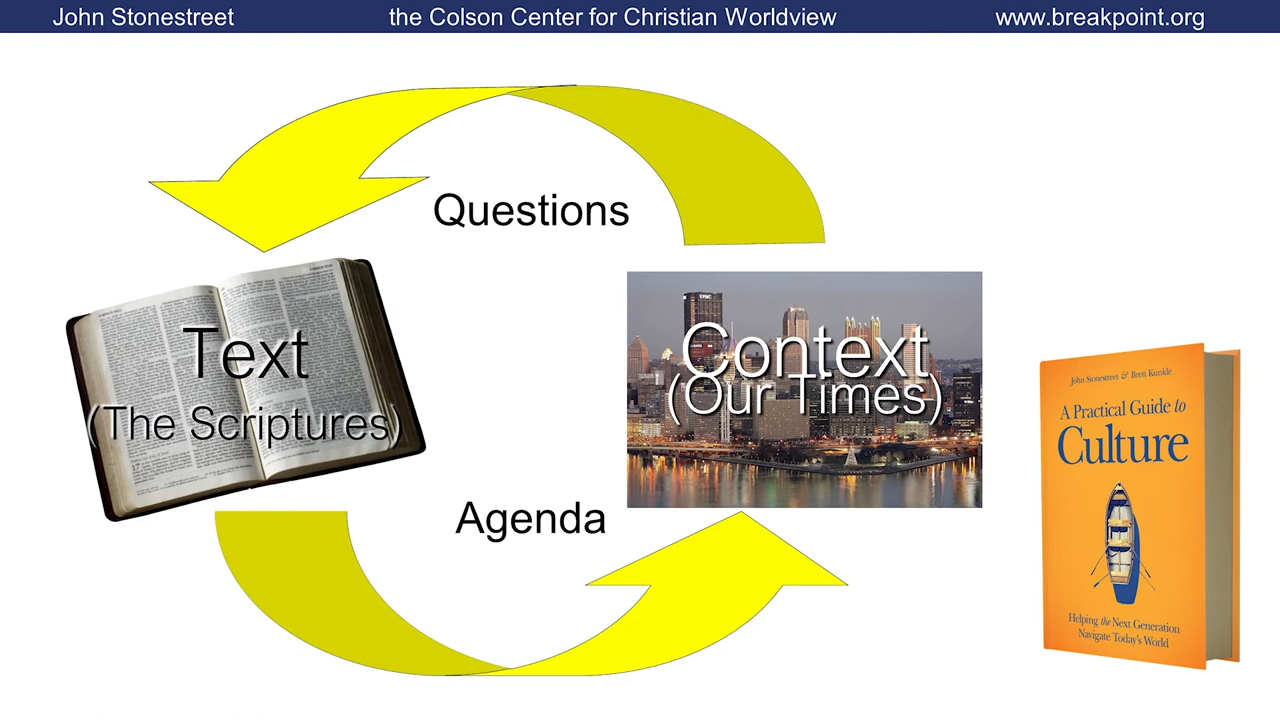 John Stonestreet
the Colson Center for Christian Worldview
www.breakpoint.org
Questions
Text
(The Scriptures)
Context
(Our Times)
Agenda
John Stonestreet & Brett Kunkle
A Practical Guide to
Culture
Helping the Next Generation
Navigate Today's World